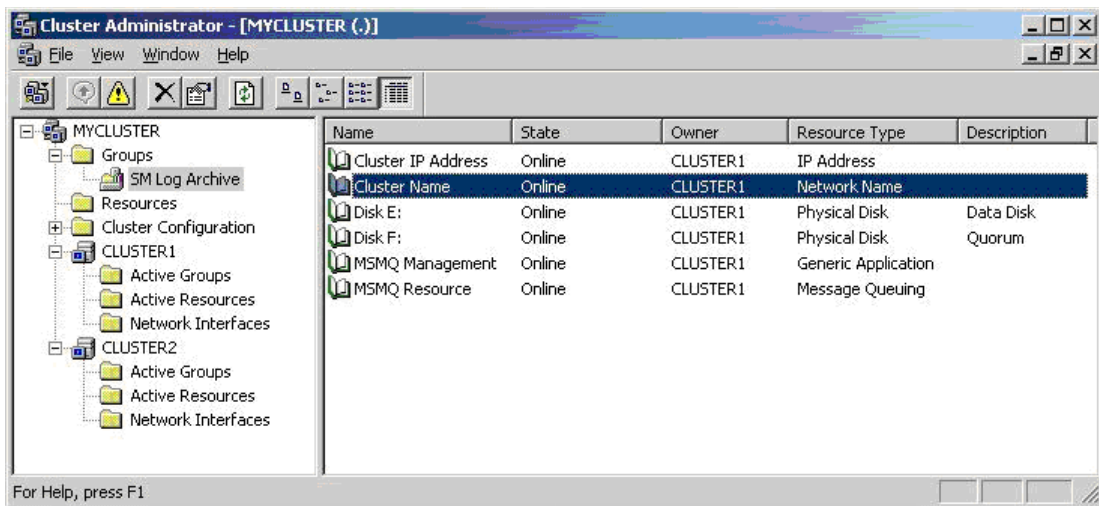 Cluster Administrator - [MYCLUSTER (.)]
File View Window Help
MYCLUSTER
Groups
SM Log Archive
Resources
Cluster Configuration
CLUSTER1
Active Groups
Active Resources
Network Interfaces
CLUSTER2
Active Groups
Active Resources
Network Interfaces
Name State Owner Resource Type Description
Cluster IP Address Online CLUSTER1 IP Address
Cluster Name Online CLUSTER1 Network Name
Disk E: Online CLUSTER1 Physical Disk Data Disk
Disk F: Online CLUSTER1 Physical Disk Quorum
MSMQ Management Online CLUSTER1 Generic Application
MSMQ Resource Online CLUSTER1 Message Queuing
For Help, press F1